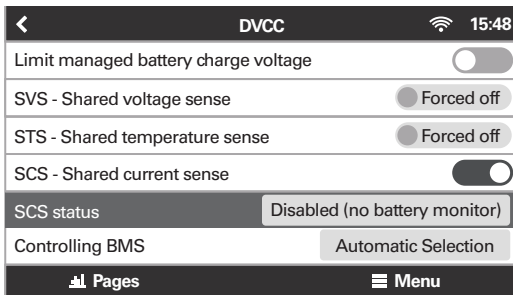 DVCC 15:48
Limit managed battery charge voltage
SVS - Shared voltage sense Forced off
STS - Shared temperature sense Forced off
SCS - Shared current sense
SCS status Disabled (no battery monitor)
Controlling BMS Automatic Selection
Pages Menu